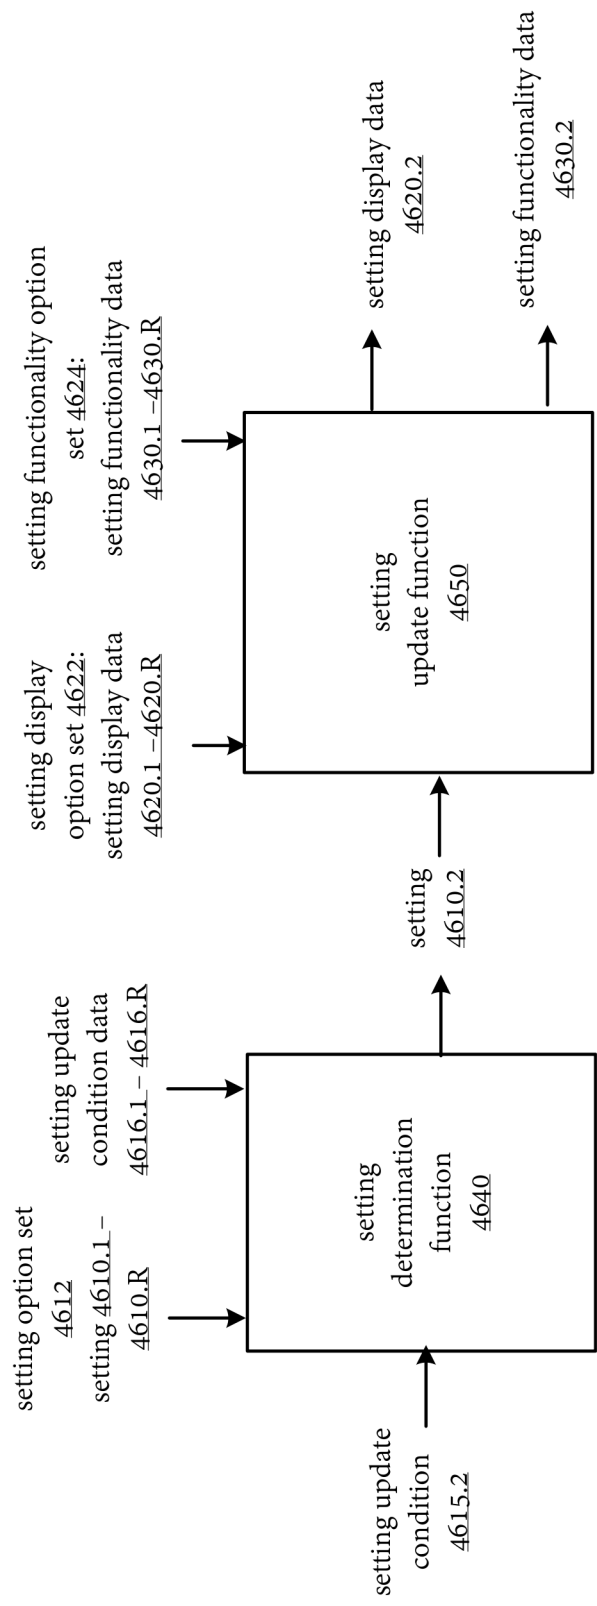 setting option set
4612
setting 4610.1 –
4610.R
setting update
condition data
4616.1 – 4616.R
setting display
option set 4622:
setting display data
4620.1 –4620.R
setting functionality option
set 4624:
setting functionality data
4630.1 –4630.R
setting update
condition
4615.2
setting
determination
function
4640
setting
4610.2
setting
update function
4650
setting display data
4620.2
setting functionality data
4630.2